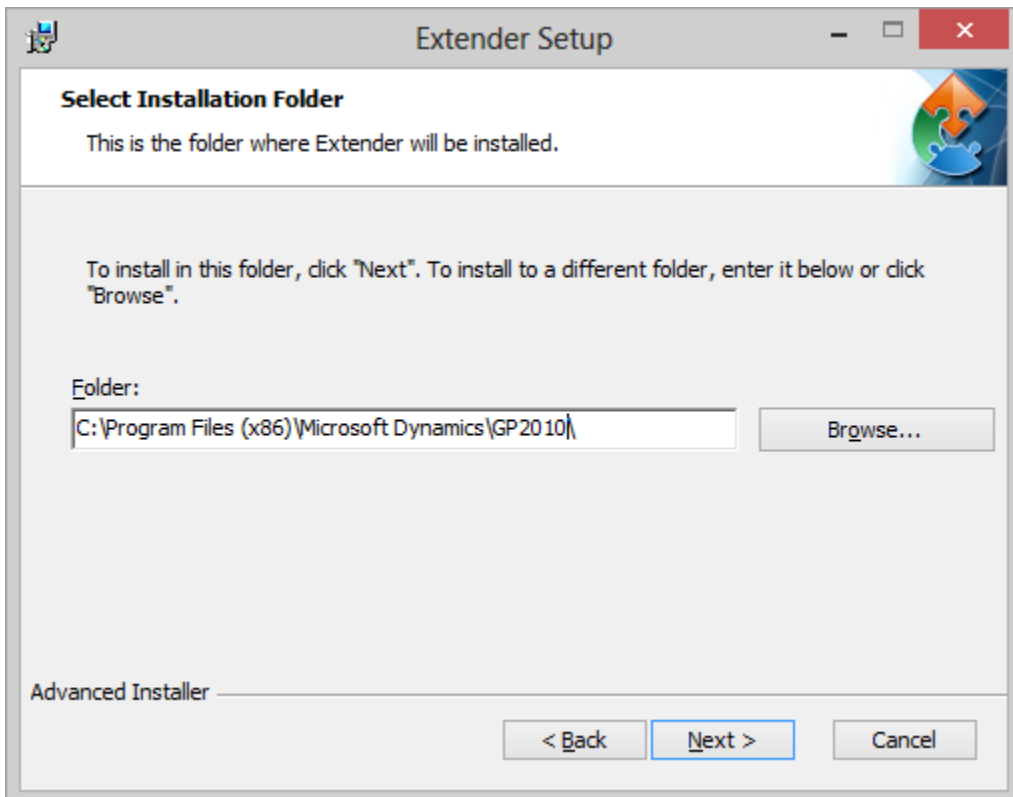 Extender Setup
Select Installation Folder
This is the folder where Extender will be installed.
To install in this folder, click "Next". To install to a different folder, enter it below or click
"Browse".
Folder:
C:\Program Files (x86)\Microsoft Dynamics\GP2010\
Browse...
Advanced Installer
< Back
Next >
Cancel